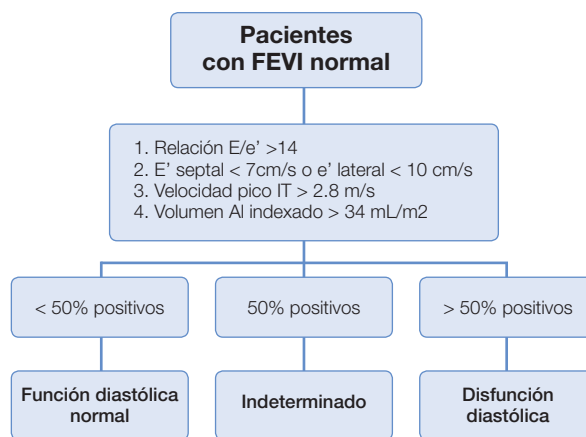 Pacientes
con FEVI normal
1. Relación E/e’ >14
2. E’ septal < 7cm/s o e’ lateral < 10 cm/s
3. Velocidad pico IT > 2.8 m/s
4. Volumen AI indexado > 34 mL/m2
< 50% positivos
50% positivos
> 50% positivos
Función diastólica
normal
Indeterminado
Disfunción
diastólica